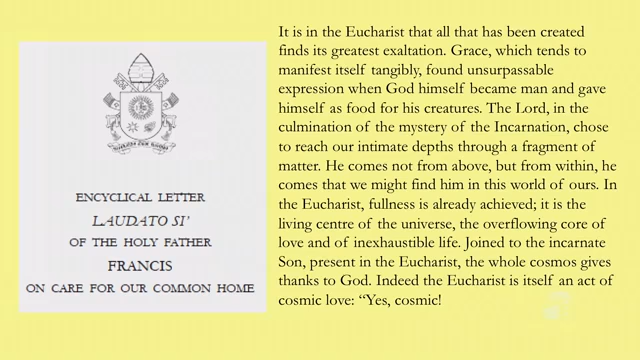 ENCYCLICAL LETTER
LAUDATO SI'
OF THE HOLY FATHER
FRANCIS
ON CARE FOR OUR COMMON HOME
It is in the Eucharist that all that has been created
finds its greatest exaltation. Grace, which tends to
manifest itself tangibly, found unsurpassable
expression when God himself became man and gave
himself as food for his creatures. The Lord, in the
culmination of the mystery of the Incarnation, chose
to reach our intimate depths through a fragment of
matter. He comes not from above, but from within, he
comes that we might find him in this world of ours. In
the Eucharist, fullness is already achieved; it is the
living centre of the universe, the overflowing core of
love and of inexhaustible life. Joined to the incarnate
Son, present in the Eucharist, the whole cosmos gives
thanks to God. Indeed the Eucharist is itself an act of
cosmic love: “Yes, cosmic!